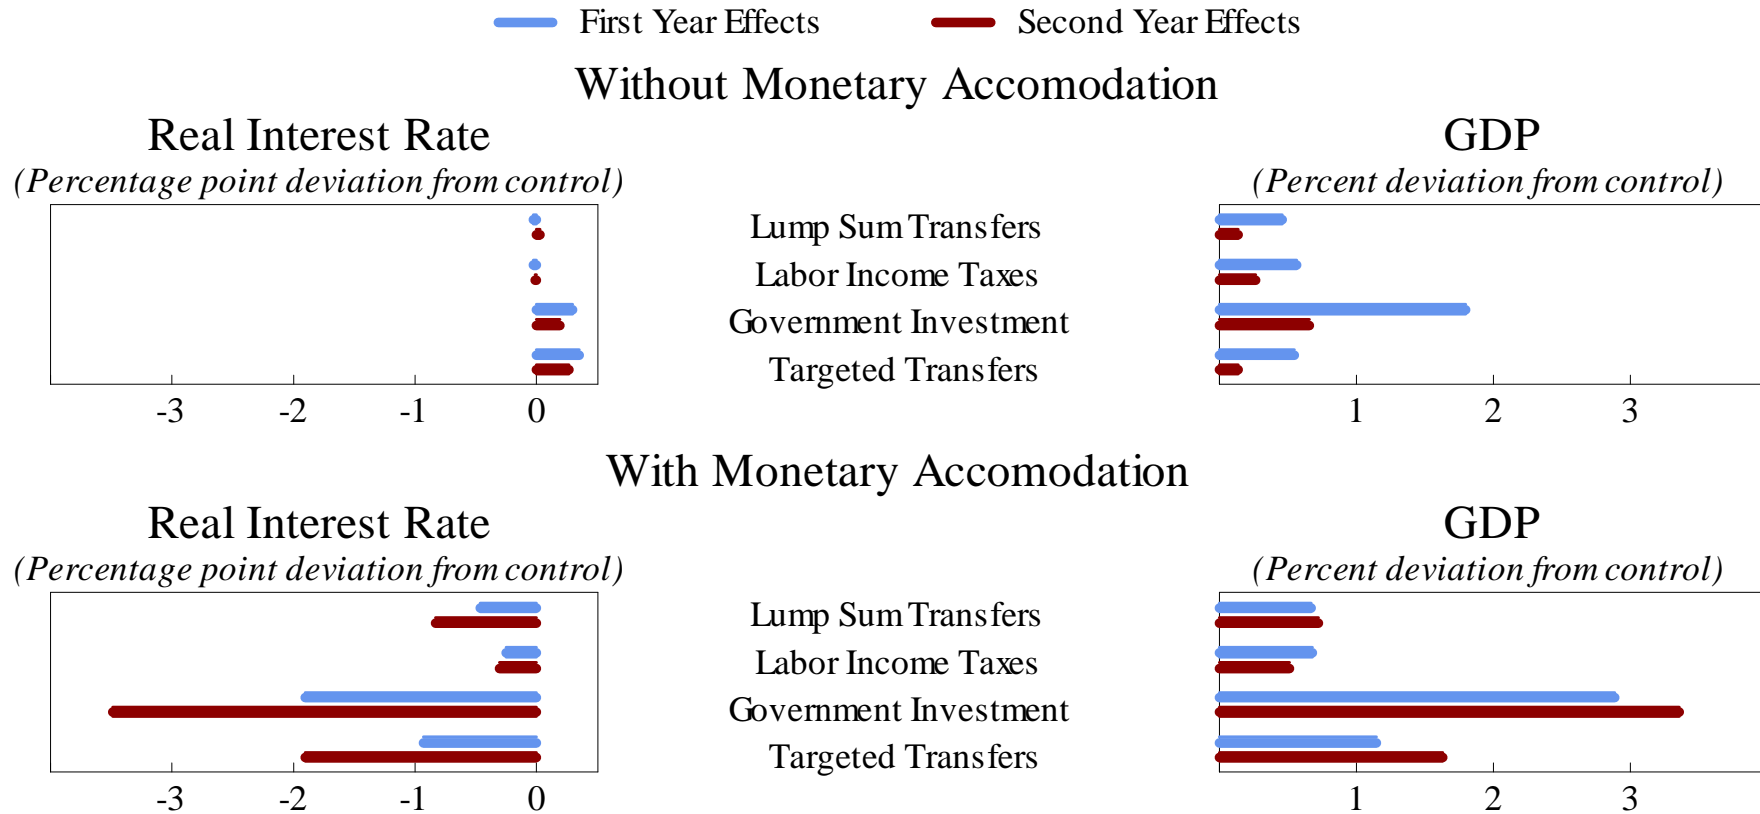 First Year Effects Second Year Effects
Without Monetary Accomodation
Real Interest Rate GDP
(Percentage point deviation from control) (Percent deviation from control)
Lump Sum Transfers
Labor Income Taxes
Government Investment
Targeted Transfers
-3 -2 -1 0 1 2 3
With Monetary Accomodation
Real Interest Rate GDP
(Percentage point deviation from control) (Percent deviation from control)
Lump Sum Transfers
Labor Income Taxes
Government Investment
Targeted Transfers
-3 -2 -1 0 1 2 3